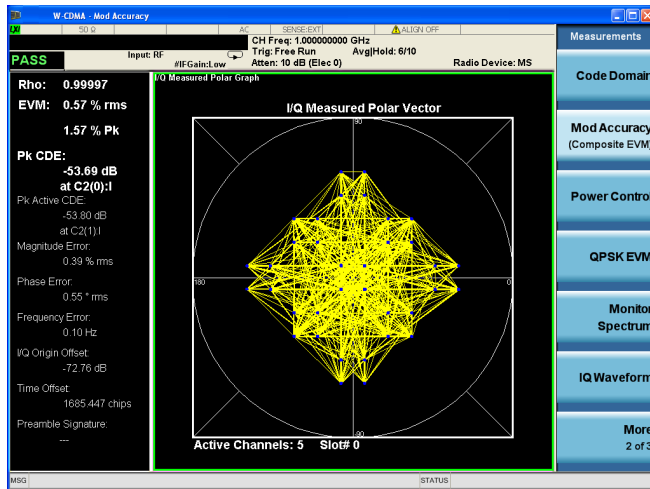 W-CDMA - Mod Accuracy
LXI
50 Ω AC SENSE:EXT ALIGN OFF
CH Freq: 1.000000000 GHz
Input: RF Trig: Free Run Avg|Hold: 6/10
#IFGain:Low Atten: 10 dB (Elec 0) Radio Device: MS
PASS
Rho: 0.99997
EVM: 0.57 % rms
1.57 % Pk
Pk CDE:
-53.69 dB
at C2(0):I
Pk Active CDE:
-53.80 dB
at C2(1):I
Magnitude Error:
0.39 % rms
Phase Error:
0.55 ° rms
Frequency Error:
0.10 Hz
I/Q Origin Offset:
-72.76 dB
Time Offset:
1685.447 chips
Preamble Signature:
---
I/Q Measured Polar Graph
I/Q Measured Polar Vector
90
180
0
-90
Active Channels: 5 Slot# 0
Measurements
Code Domain
Mod Accuracy
(Composite EVM)
Power Control
QPSK EVM
Monitor
Spectrum
IQ Waveform
More
2 of 3
MSG
STATUS